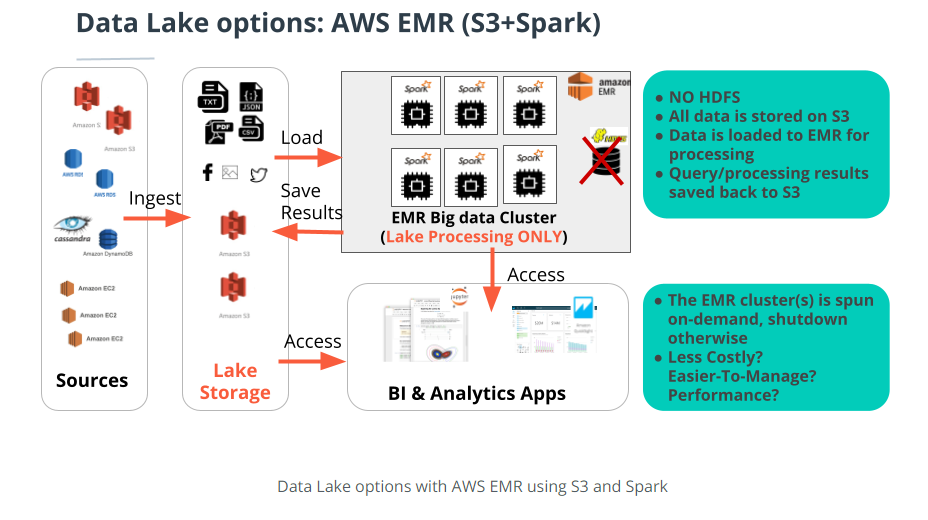 Data Lake options: AWS EMR (S3+Spark)
Amazon S
Amazon S3
AWS RDS
AWS RDS
cassandra
Amazon DynamoDB
Amazon EC2
Amazon EC2
Amazon EC2
Sources
Ingest
TXT
JSON
PDF
CSV
Amazon S3
Amazon S3
Lake
Storage
Load
Save
Results
Access
Spark
Spark
Spark
Spark
Spark
Spark
amazon
EMR
EMR Big data Cluster
(Lake Processing ONLY)
Access
jupyter
BI & Analytics Apps
● NO HDFS
● All data is stored on S3
● Data is loaded to EMR for
processing
● Query/processing results
saved back to S3
● The EMR cluster(s) is spun
on-demand, shutdown
otherwise
● Less Costly?
Easier-To-Manage?
Performance?
Data Lake options with AWS EMR using S3 and Spark